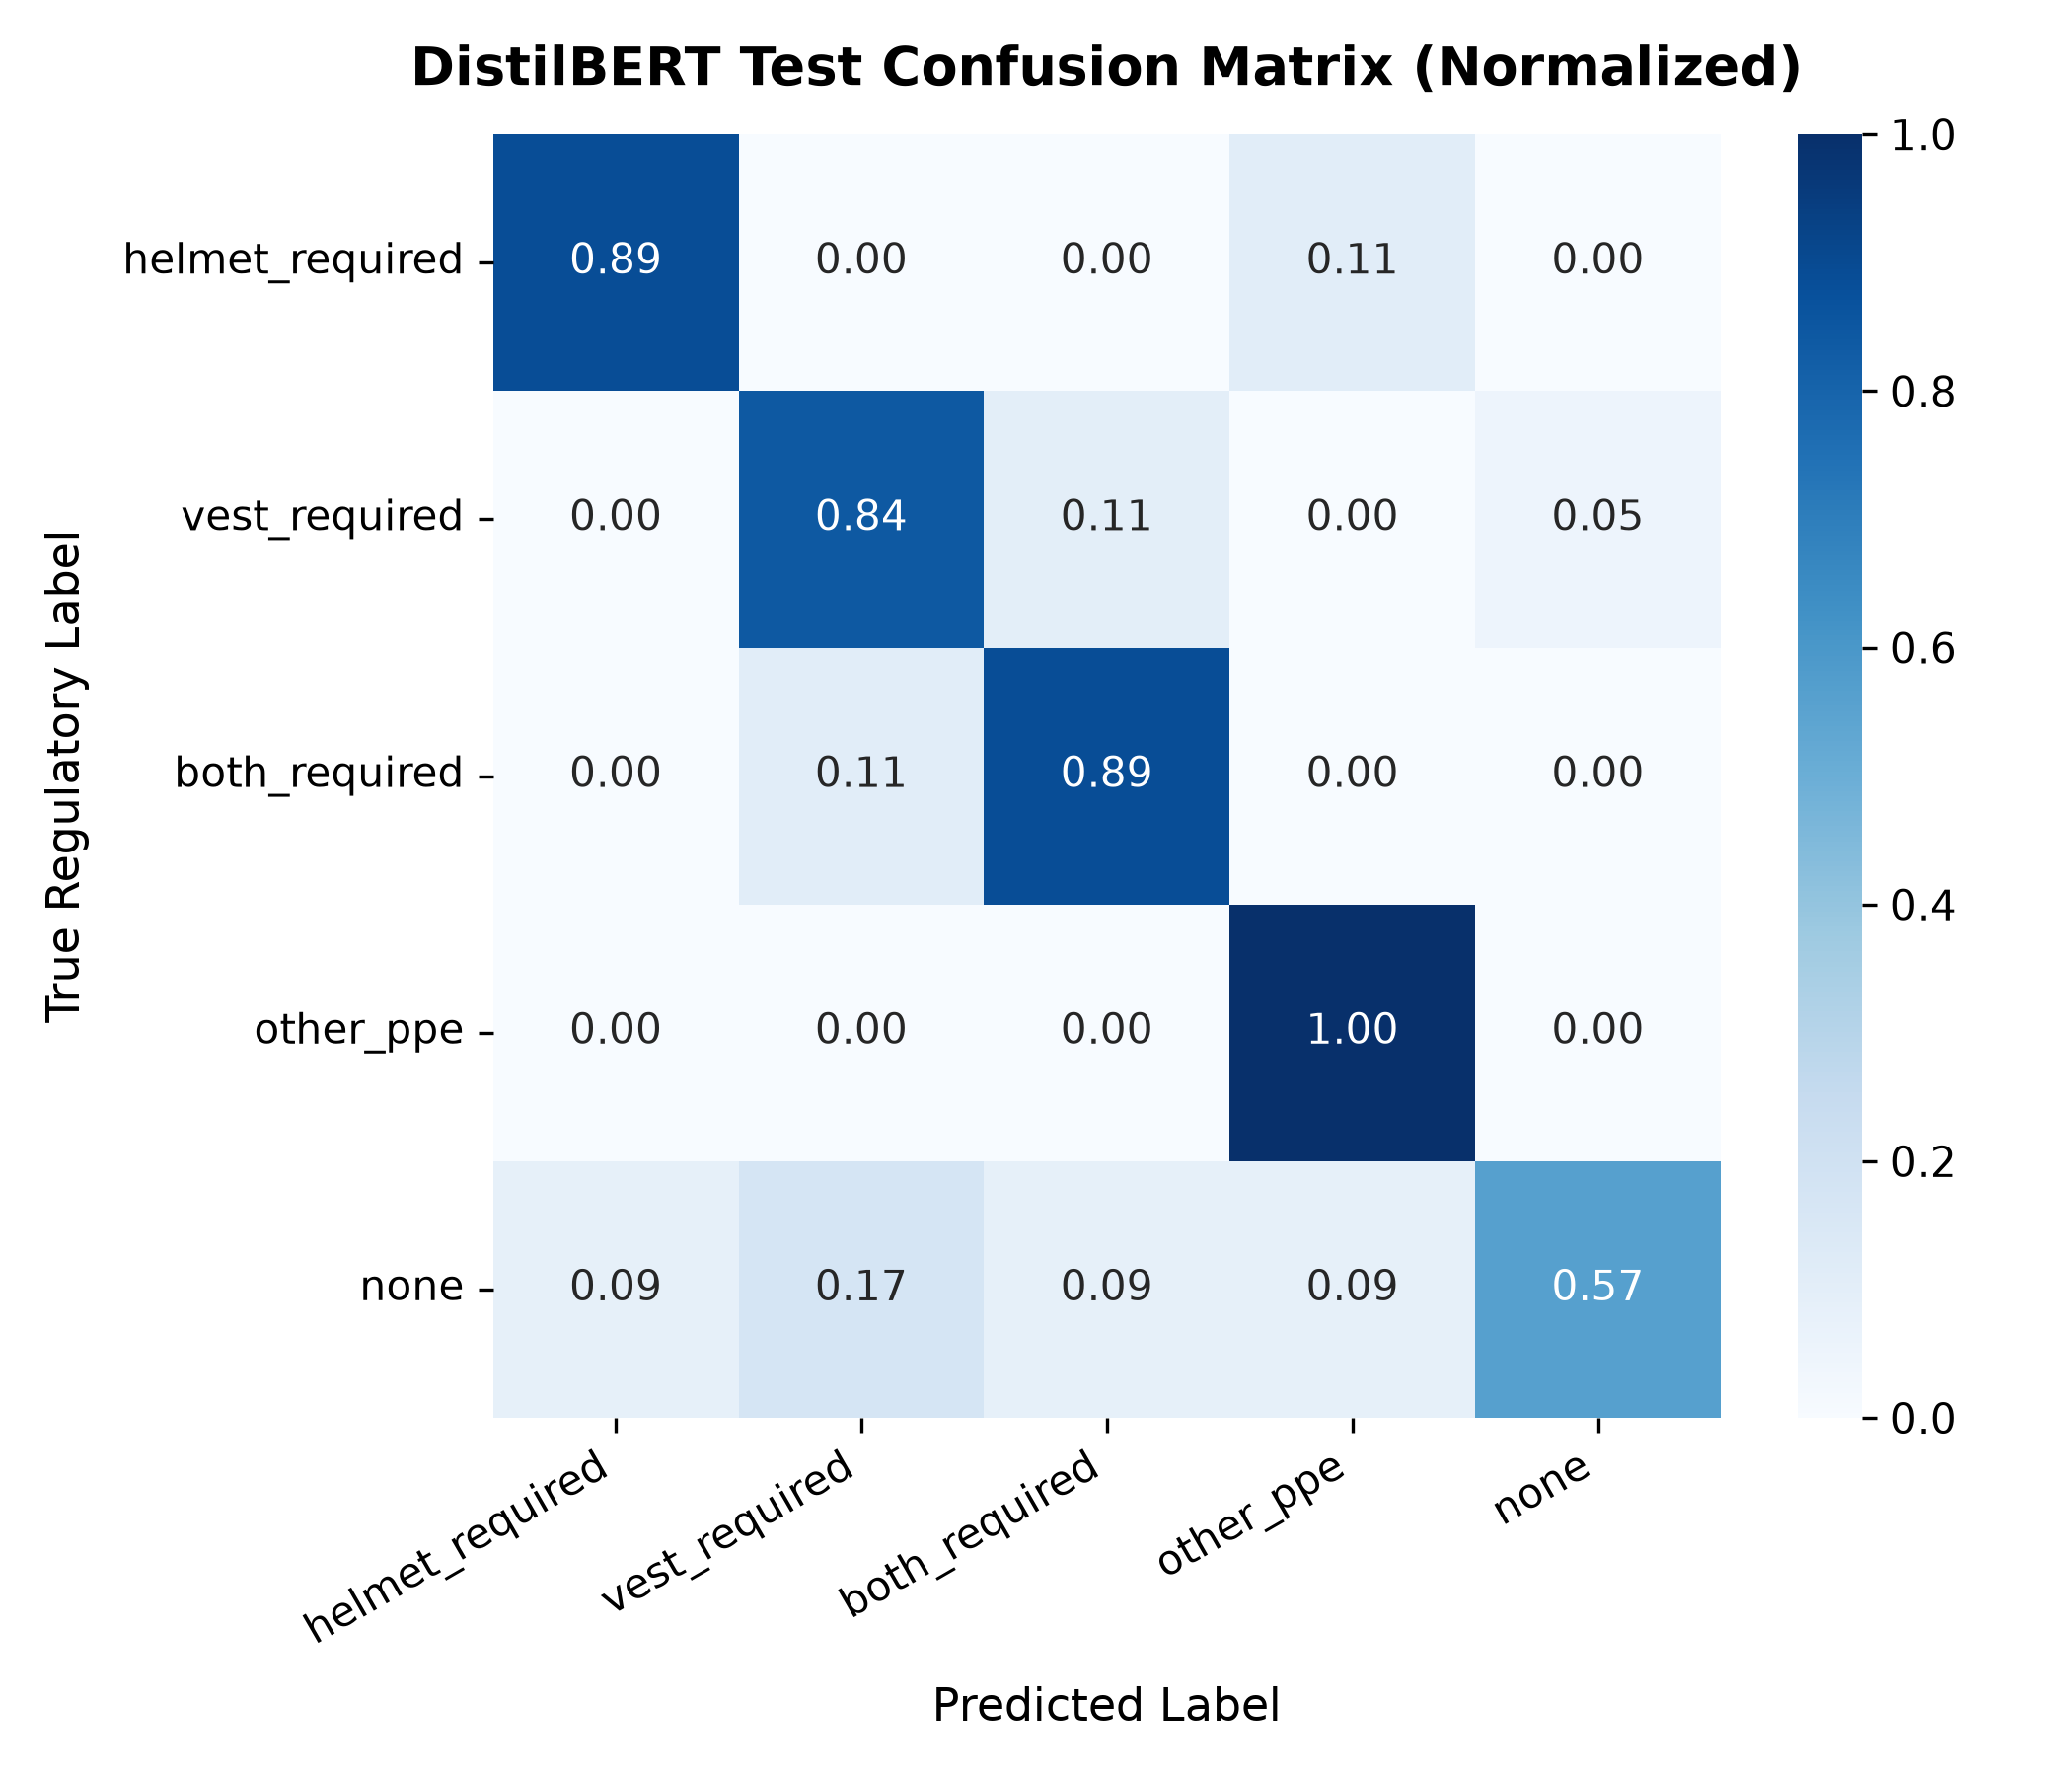 DistilBERT Test Confusion Matrix (Normalized)
True Regulatory Label
helmet_required 0.89 0.00 0.00 0.11 0.00
vest_required 0.00 0.84 0.11 0.00 0.05
both_required 0.00 0.11 0.89 0.00 0.00
other_ppe 0.00 0.00 0.00 1.00 0.00
none 0.09 0.17 0.09 0.09 0.57
helmet_required vest_required both_required other_ppe none
Predicted Label
1.0
0.8
0.6
0.4
0.2
0.0